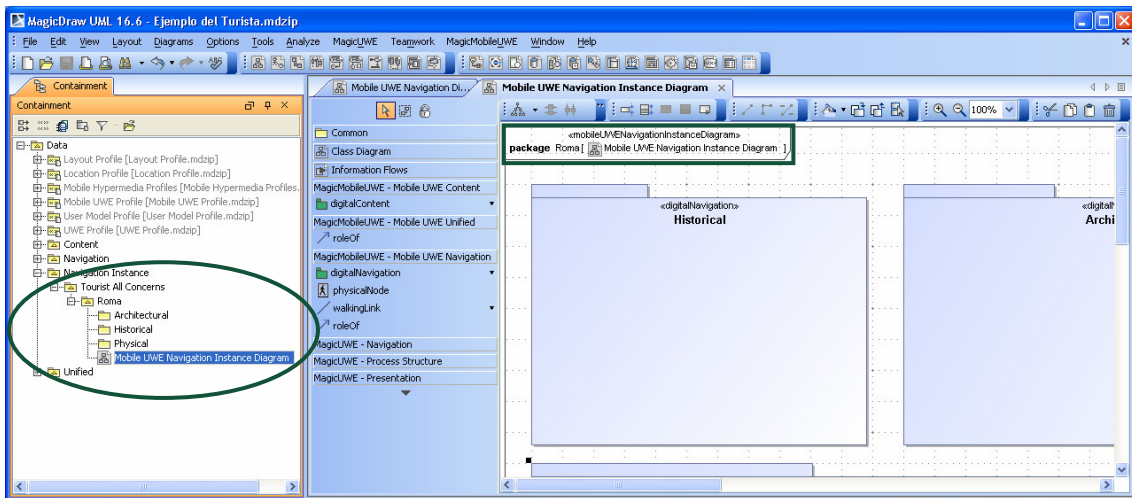 MagicDraw UML 16.6 - Ejemplo del Turista.mdzip
File Edit View Layout Diagrams Options Tools Analyze MagicUWE Teamwork MagicMobileUWE Window Help
Containment
Containment
Data
Layout Profile [Layout Profile.mdzip]
Location Profile [Location Profile.mdzip]
Mobile Hypermedia Profiles [Mobile Hypermedia Profiles.
Mobile UWE Profile [Mobile UWE Profile.mdzip]
User Model Profile [User Model Profile.mdzip]
UWE Profile [UWE Profile.mdzip]
Content
Navigation
Navigation Instance
Tourist All Concerns
Roma
Architectural
Historical
Physical
Mobile UWE Navigation Instance Diagram
Unified
Mobile UWE Navigation Di...
Mobile UWE Navigation Instance Diagram
100%
Common
Class Diagram
Information Flows
MagicMobileUWE - Mobile UWE Content
digitalContent
MagicMobileUWE - Mobile UWE Unified
roleOf
MagicMobileUWE - Mobile UWE Navigation
digitalNavigation
physicalNode
walkingLink
roleOf
MagicUWE - Navigation
MagicUWE - Process Structure
MagicUWE - Presentation
«mobileUWENavigationInstanceDiagram»
package Roma [ Mobile UWE Navigation Instance Diagram ]
«digitalNavigation»
Historical
«digital
Archi